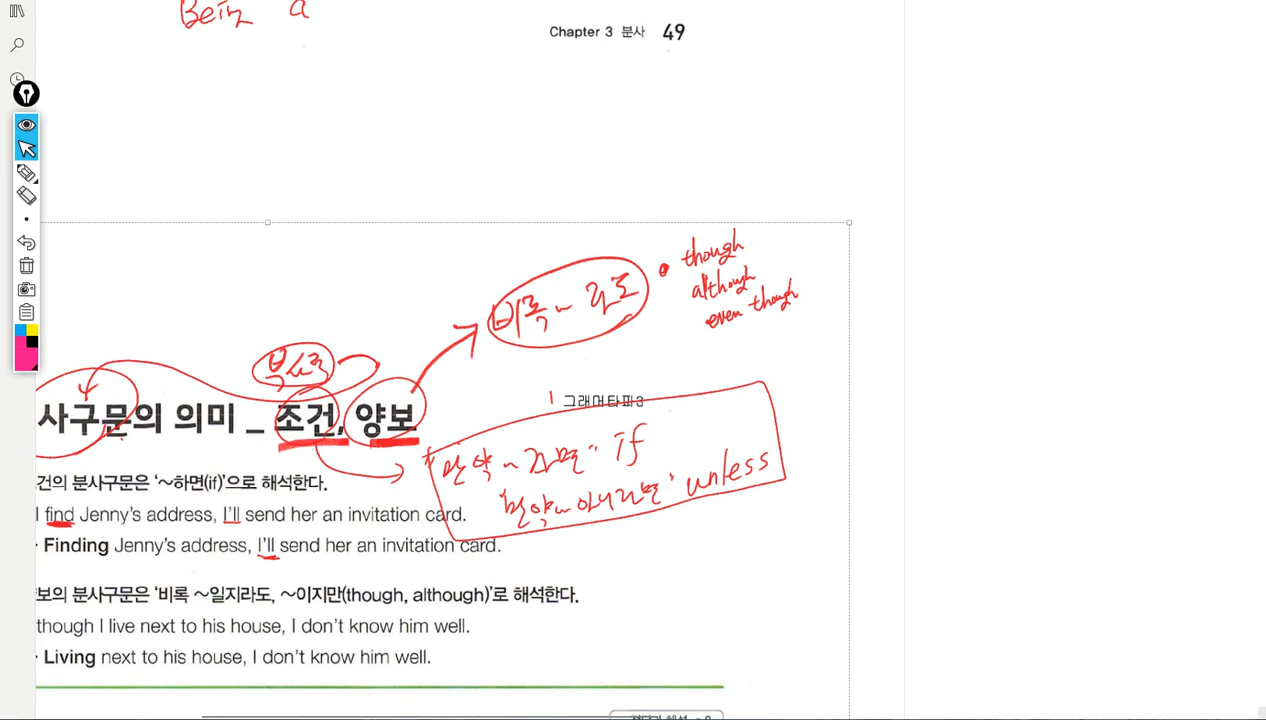 Being a
Chapter 3 분사 49
though
although
even though
비록~라도
부사절
그래머타파3
사구문의 의미 _ 조건, 양보
만약~라면 if
만약~아니라면 unless
건의 분사구문은 ‘~하면(if)’으로 해석한다.
I find Jenny's address, I'll send her an invitation card.
Finding Jenny's address, I'll send her an invitation card.
보의 분사구문은 ‘비록 ~일지라도, ~이지만(though, although)’로 해석한다.
though I live next to his house, I don't know him well.
Living next to his house, I don't know him well.